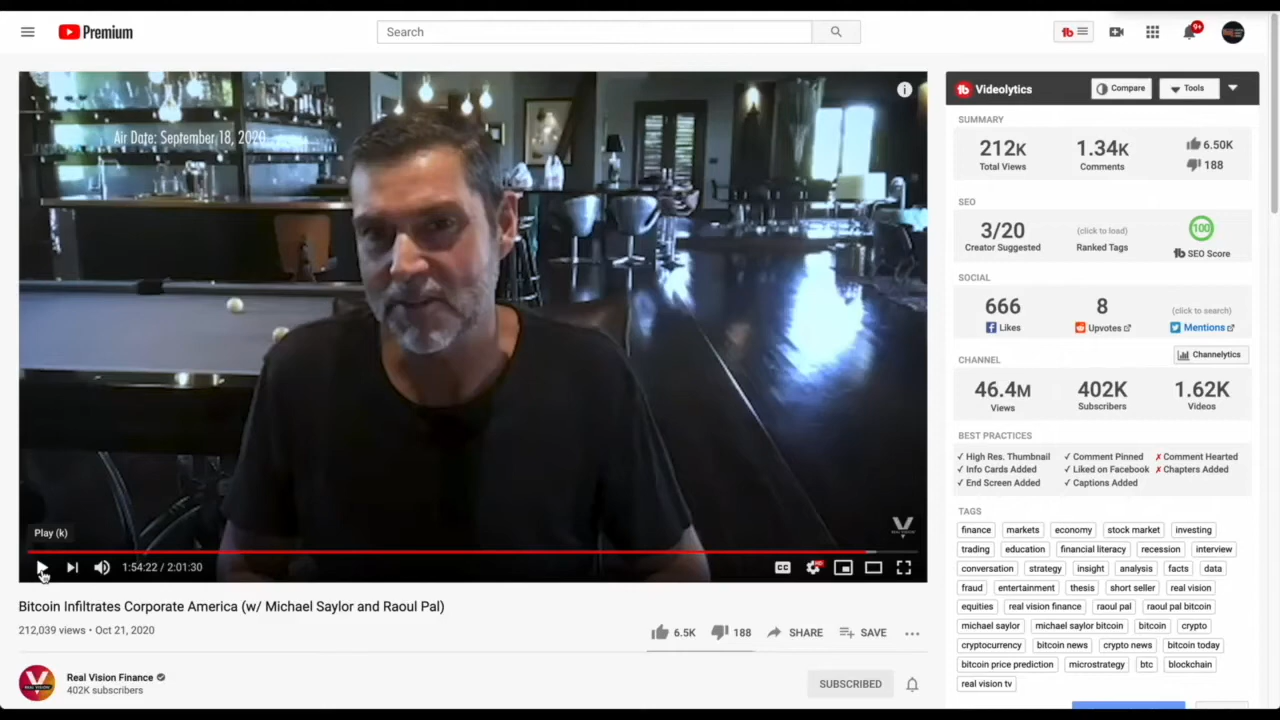 Premium
Search
9+
Air Date: September 18, 2020
Play (k)
REAL VISION
1:54:22 / 2:01:30
CC
Bitcoin Infiltrates Corporate America (w/ Michael Saylor and Raoul Pal)
212,039 views • Oct 21, 2020
6.5K 188 SHARE SAVE
REAL VISION
Real Vision Finance
402K subscribers
SUBSCRIBED
Videolytics Compare Tools
SUMMARY
212K 1.34K 6.50K
Total Views Comments 188
SEO
3/20 (click to load) 100
Creator Suggested Ranked Tags SEO Score
SOCIAL
666 8 (click to search)
Likes Upvotes Mentions
CHANNEL Channelytics
46.4M 402K 1.62K
Views Subscribers Videos
BEST PRACTICES
✓ High Res. Thumbnail ✓ Comment Pinned ✗ Comment Hearted
✓ Info Cards Added ✓ Liked on Facebook ✗ Chapters Added
✓ End Screen Added ✓ Captions Added
TAGS
finance markets economy stock market investing
trading education financial literacy recession interview
conversation strategy insight analysis facts data
fraud entertainment thesis short seller real vision
equities real vision finance raoul pal raoul pal bitcoin
michael saylor michael saylor bitcoin bitcoin crypto
cryptocurrency bitcoin news crypto news bitcoin today
bitcoin price prediction microstrategy btc blockchain
real vision tv